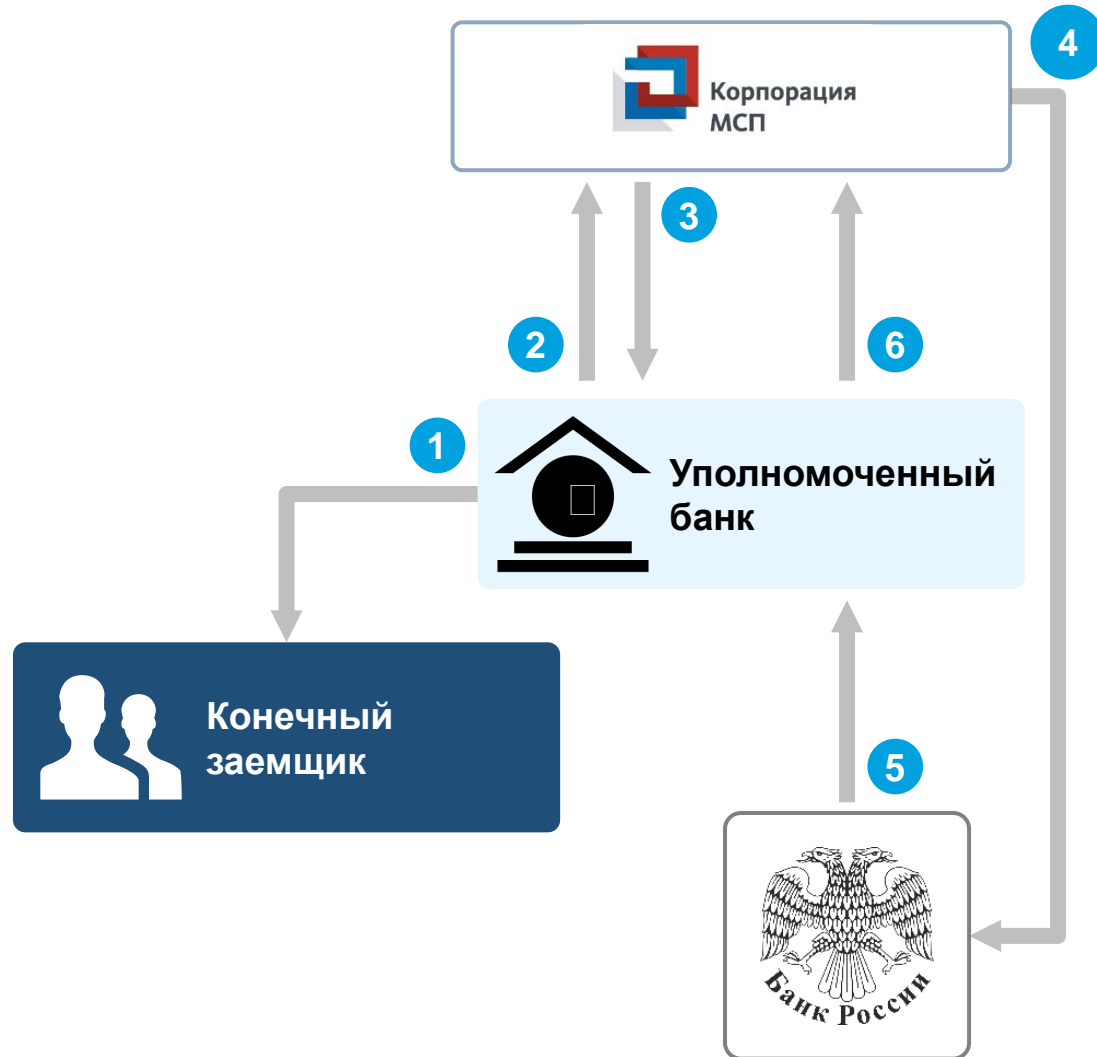 4
Корпорация
МСП
3
2
6
1
Уполномоченный
банк
Конечный
заемщик
5
Банк России